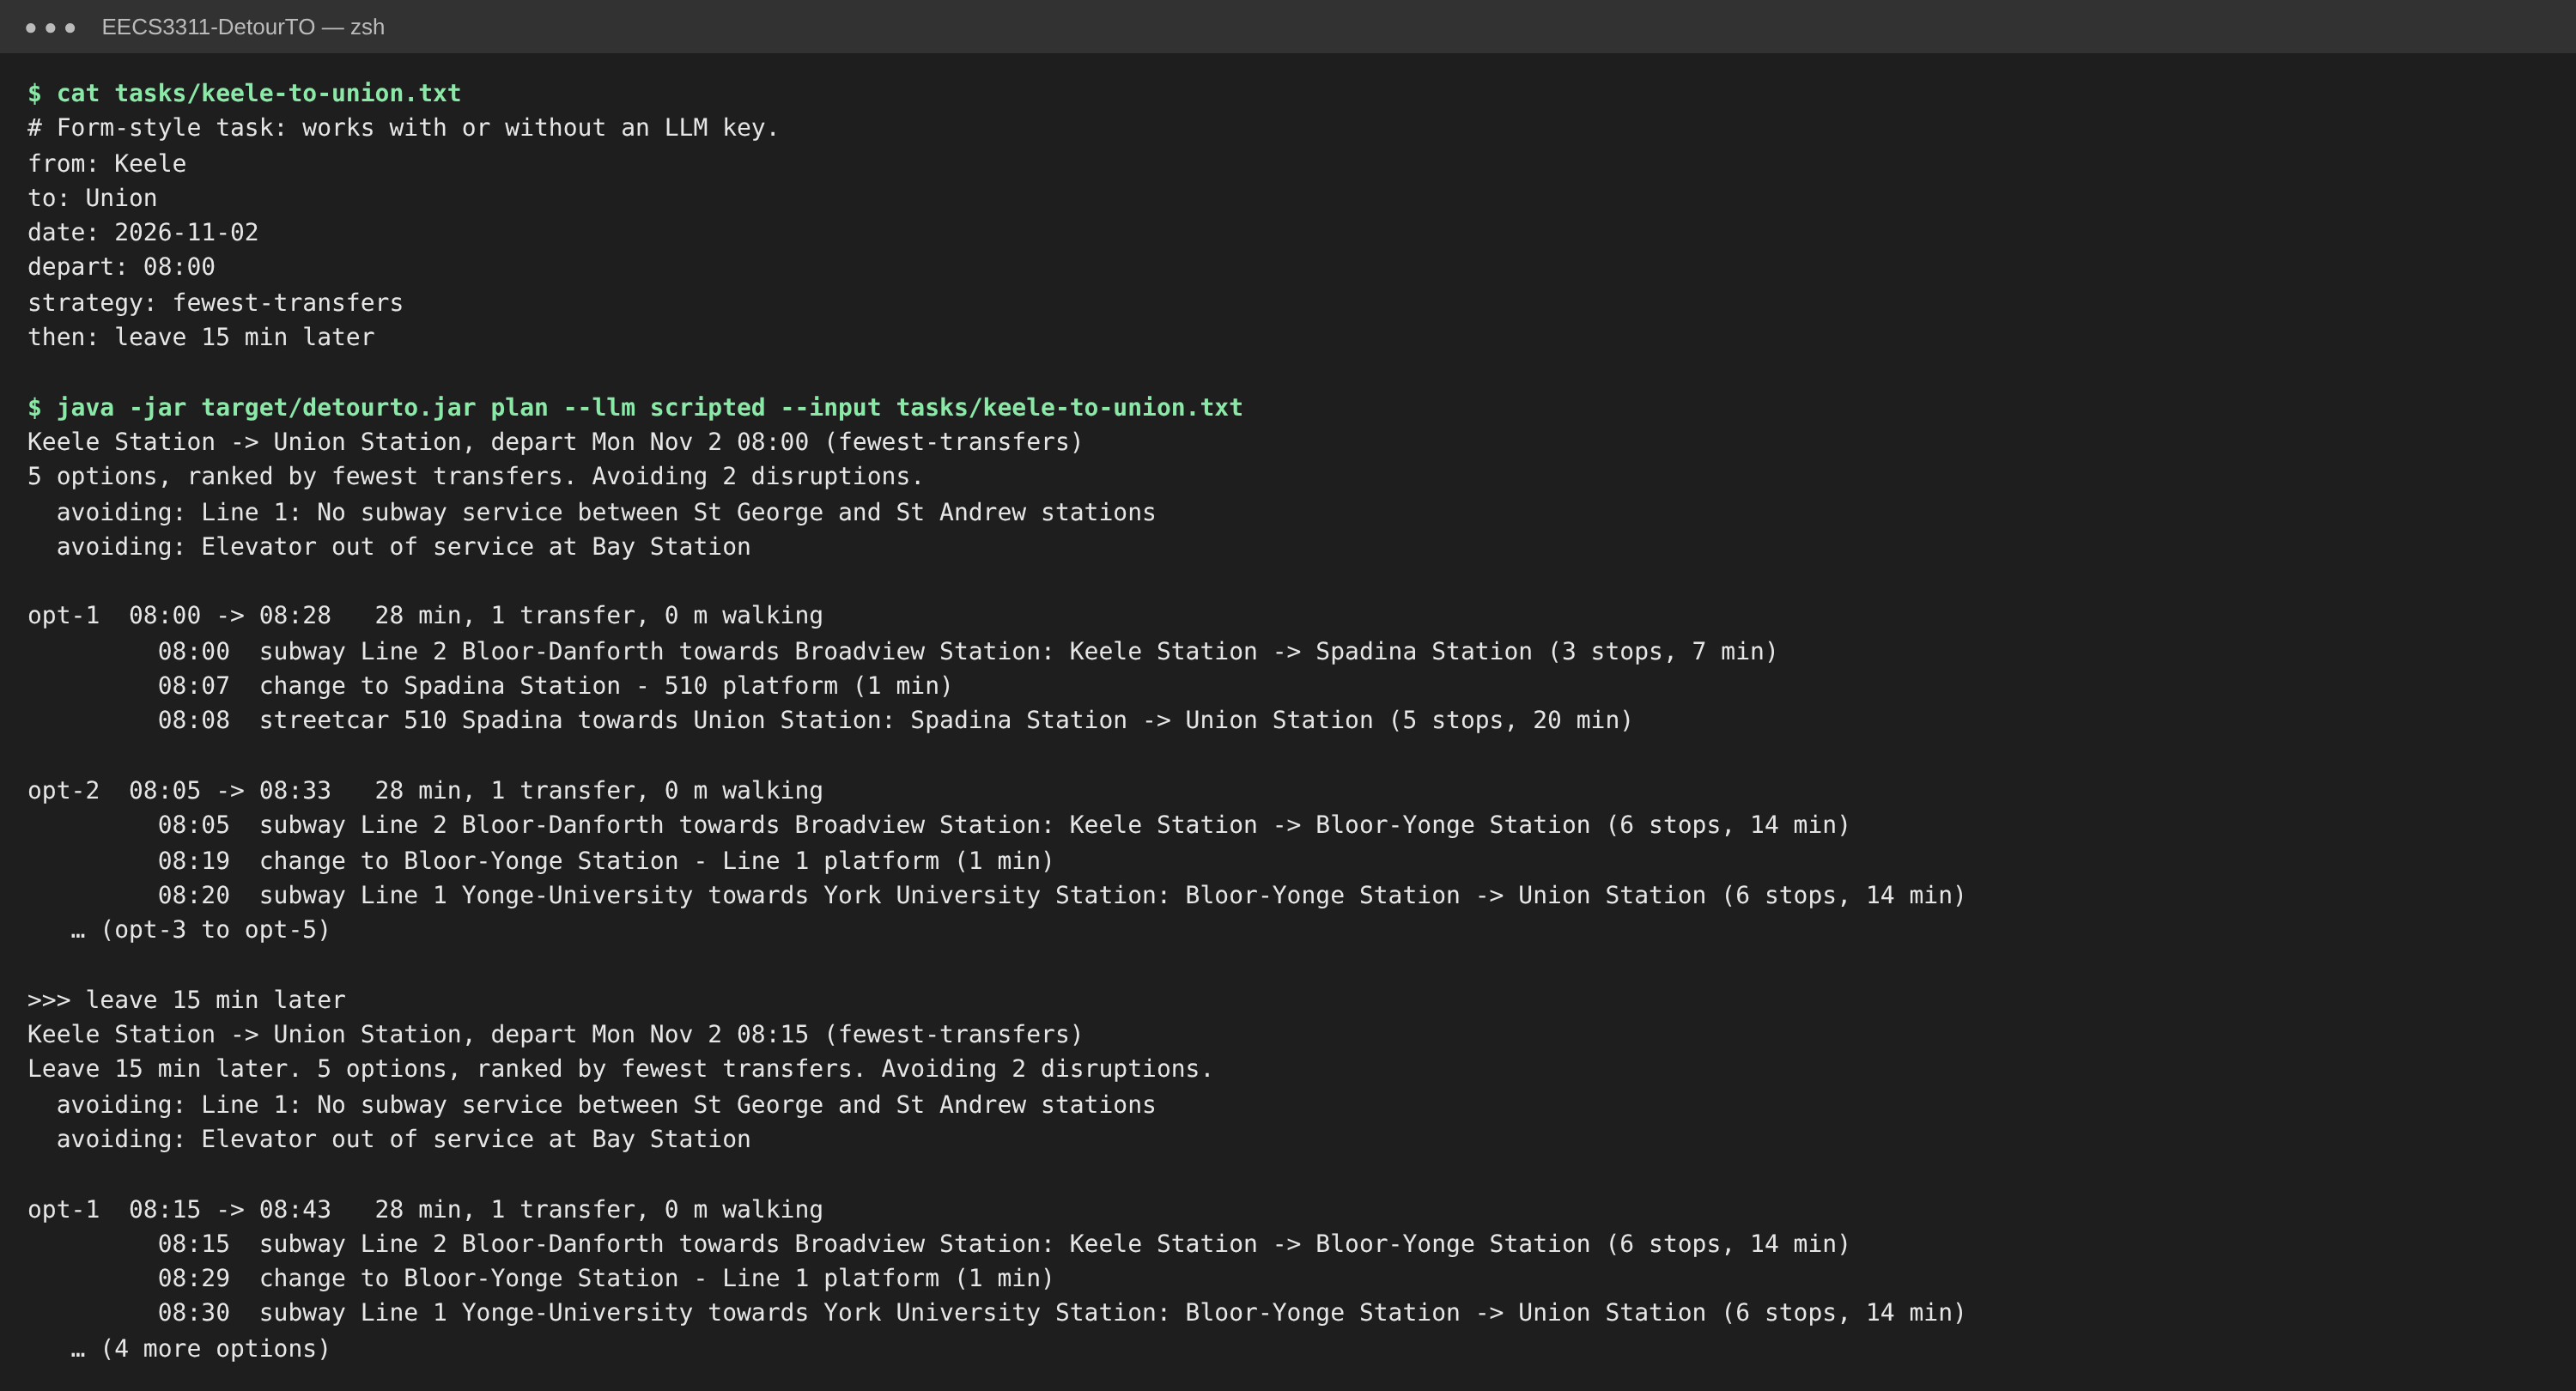 EECS3311-DetourTO — zsh
$ cat tasks/keele-to-union.txt
# Form-style task: works with or without an LLM key.
from: Keele
to: Union
date: 2026-11-02
depart: 08:00
strategy: fewest-transfers
then: leave 15 min later
$ java -jar target/detourto.jar plan --llm scripted --input tasks/keele-to-union.txt
Keele Station -> Union Station, depart Mon Nov 2 08:00 (fewest-transfers)
5 options, ranked by fewest transfers. Avoiding 2 disruptions.
  avoiding: Line 1: No subway service between St George and St Andrew stations
  avoiding: Elevator out of service at Bay Station
opt-1  08:00 -> 08:28   28 min, 1 transfer, 0 m walking
         08:00  subway Line 2 Bloor-Danforth towards Broadview Station: Keele Station -> Spadina Station (3 stops, 7 min)
         08:07  change to Spadina Station - 510 platform (1 min)
         08:08  streetcar 510 Spadina towards Union Station: Spadina Station -> Union Station (5 stops, 20 min)
opt-2  08:05 -> 08:33   28 min, 1 transfer, 0 m walking
         08:05  subway Line 2 Bloor-Danforth towards Broadview Station: Keele Station -> Bloor-Yonge Station (6 stops, 14 min)
         08:19  change to Bloor-Yonge Station - Line 1 platform (1 min)
         08:20  subway Line 1 Yonge-University towards York University Station: Bloor-Yonge Station -> Union Station (6 stops, 14 min)
   … (opt-3 to opt-5)
>>> leave 15 min later
Keele Station -> Union Station, depart Mon Nov 2 08:15 (fewest-transfers)
Leave 15 min later. 5 options, ranked by fewest transfers. Avoiding 2 disruptions.
  avoiding: Line 1: No subway service between St George and St Andrew stations
  avoiding: Elevator out of service at Bay Station
opt-1  08:15 -> 08:43   28 min, 1 transfer, 0 m walking
         08:15  subway Line 2 Bloor-Danforth towards Broadview Station: Keele Station -> Bloor-Yonge Station (6 stops, 14 min)
         08:29  change to Bloor-Yonge Station - Line 1 platform (1 min)
         08:30  subway Line 1 Yonge-University towards York University Station: Bloor-Yonge Station -> Union Station (6 stops, 14 min)
   … (4 more options)